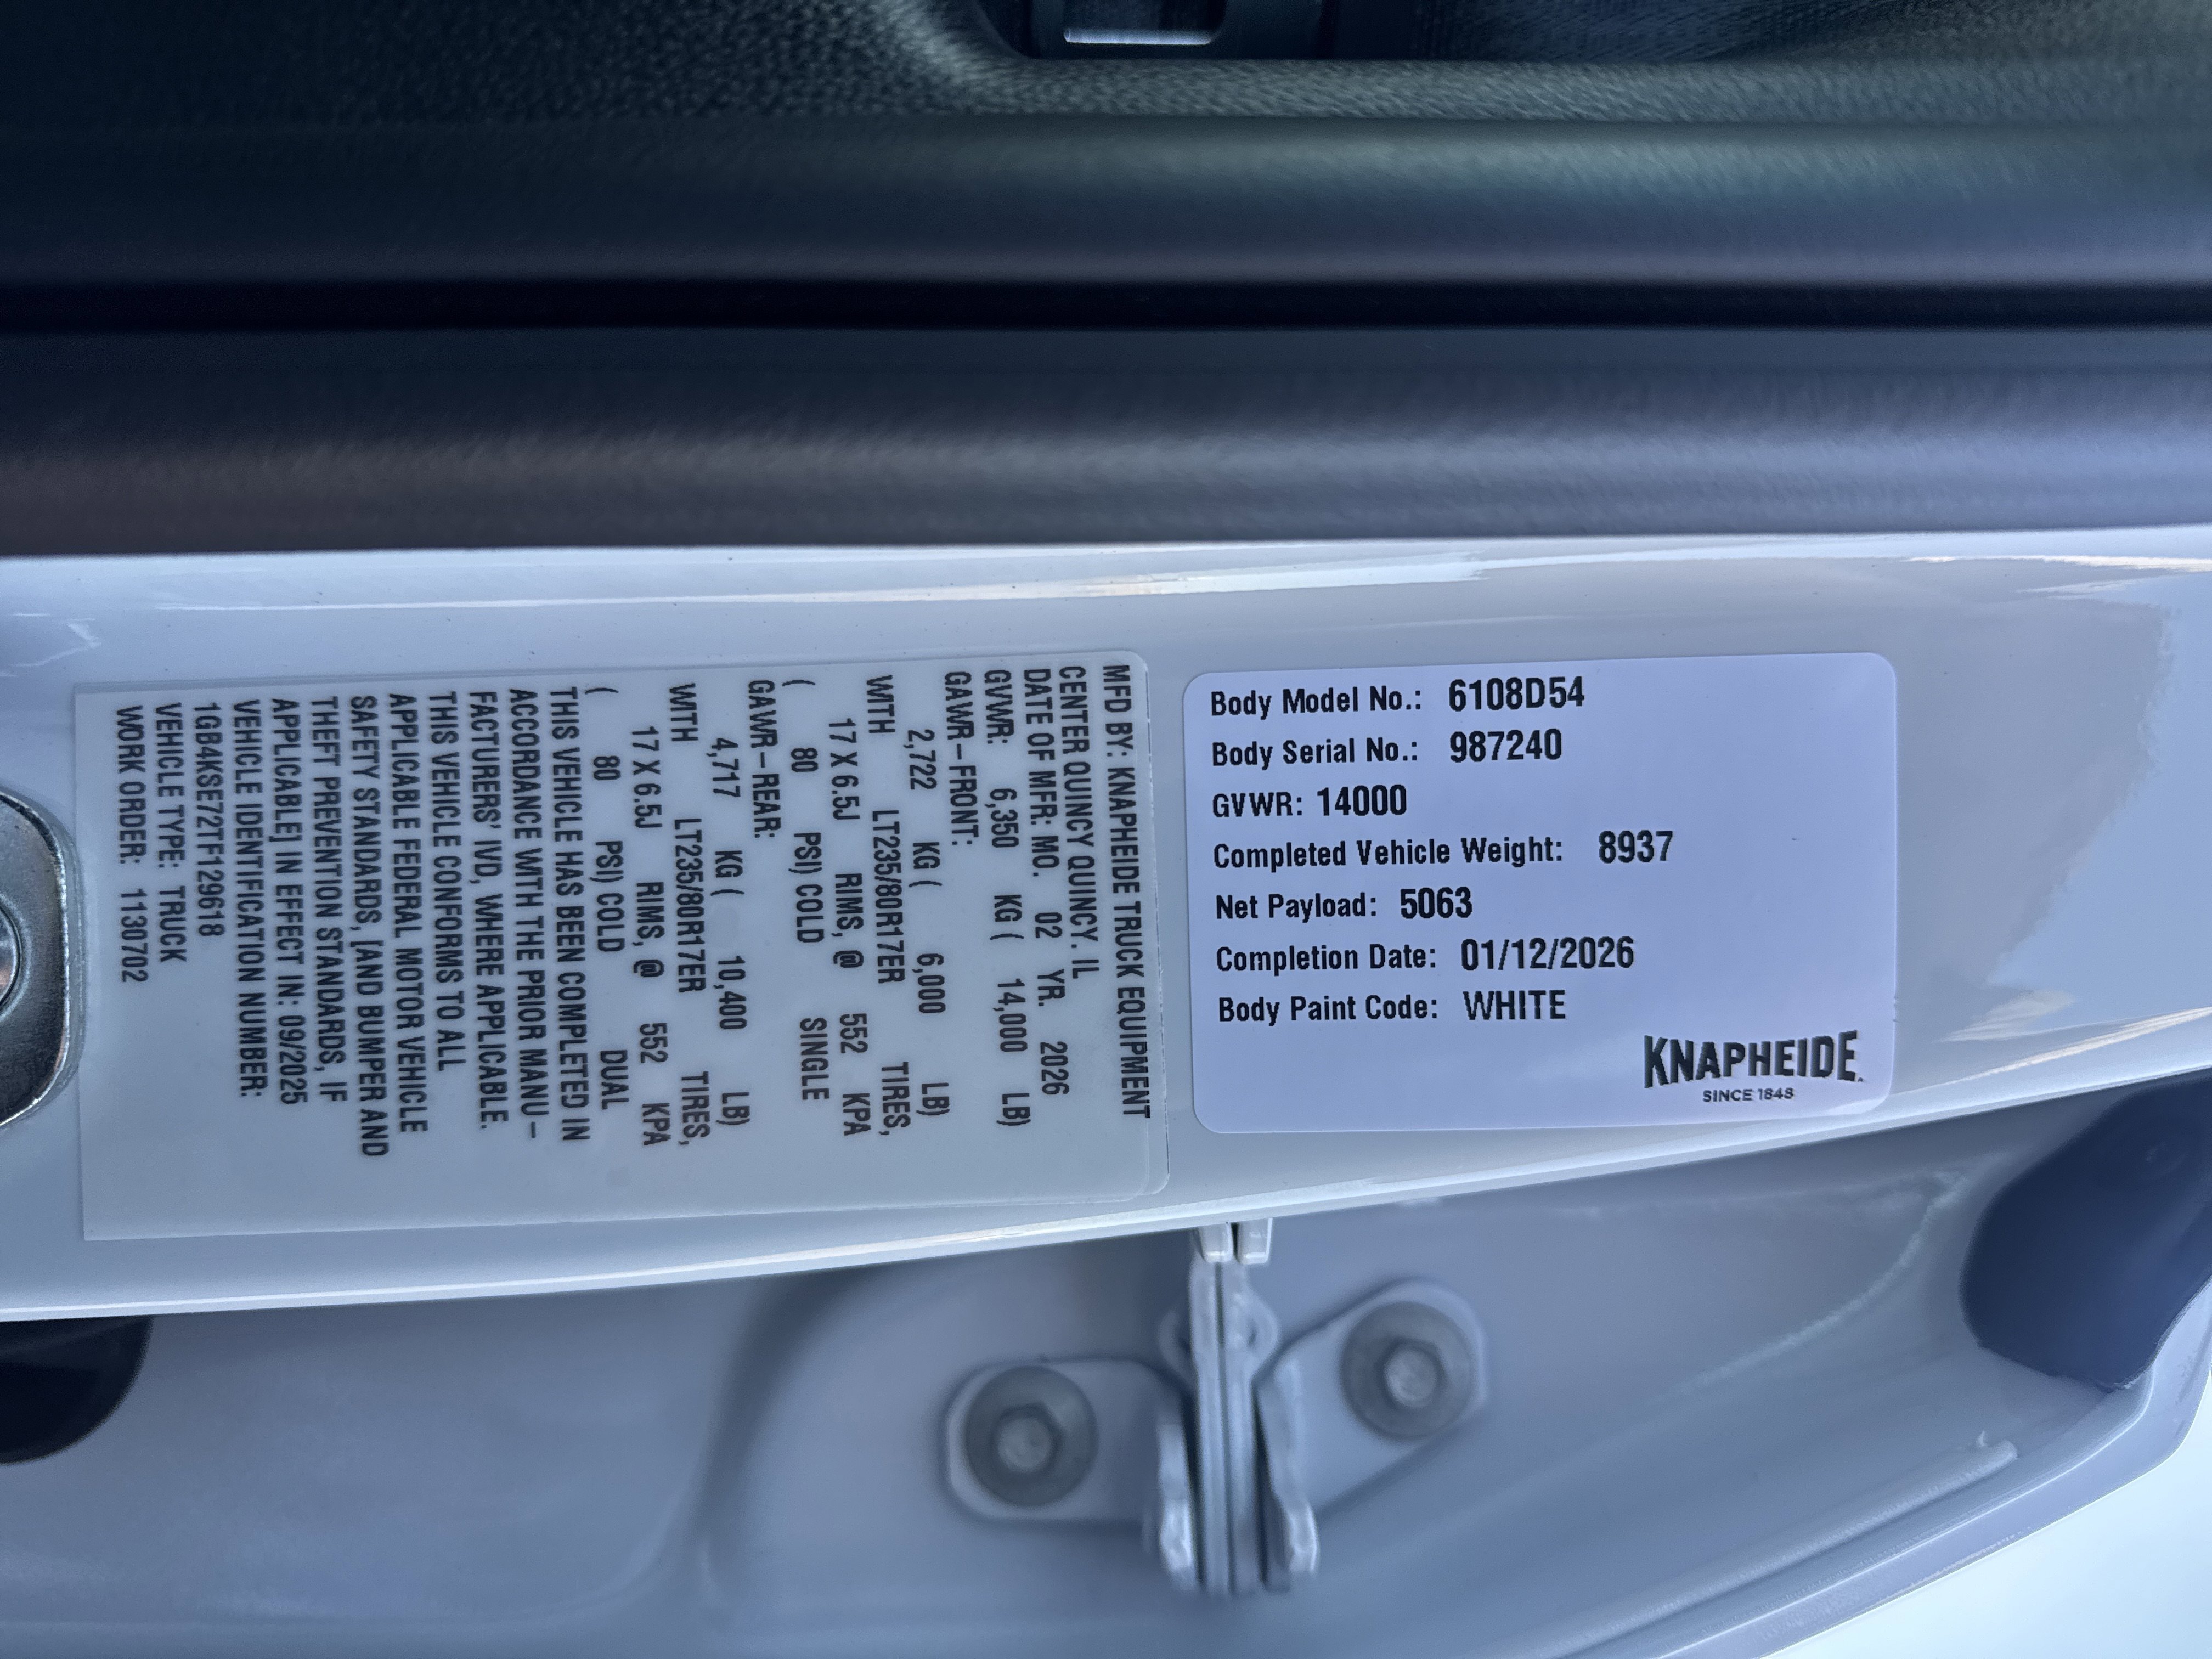 MFD BY: KNAPHEIDE TRUCK EQUIPMENT
CENTER QUINCY QUINCY. IL
DATE OF MFR: MO. 02 YR. 2026
GVWR: 6,350 KG ( 14,000 LB)
GAWR-FRONT:
2,722 KG ( 6,000 LB)
WITH LT235/80R17ER TIRES,
17 X 6.5J RIMS, @ 552 KPA
( 80 PSI) COLD SINGLE
GAWR-REAR:
4,717 KG ( 10,400 LB)
WITH LT235/80R17ER TIRES,
17 X 6.5J RIMS, @ 552 KPA
( 80 PSI) COLD DUAL
THIS VEHICLE HAS BEEN COMPLETED IN
ACCORDANCE WITH THE PRIOR MANU-
FACTURERS' IVD, WHERE APPLICABLE.
THIS VEHICLE CONFORMS TO ALL
APPLICABLE FEDERAL MOTOR VEHICLE
SAFETY STANDARDS, [AND BUMPER AND
THEFT PREVENTION STANDARDS, IF
APPLICABLE] IN EFFECT IN: 09/2025
VEHICLE IDENTIFICATION NUMBER:
1GB4KSE72TF129618
VEHICLE TYPE: TRUCK
WORK ORDER: 1130702
Body Model No.: 6108D54
Body Serial No.: 987240
GVWR: 14000
Completed Vehicle Weight: 8937
Net Payload: 5063
Completion Date: 01/12/2026
Body Paint Code: WHITE
KNAPHEIDE
SINCE 1848